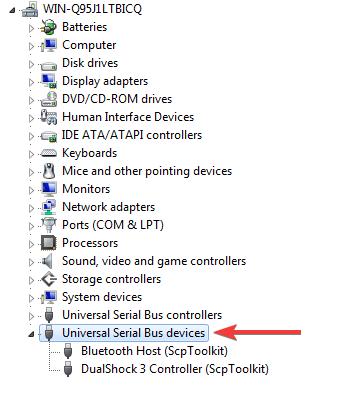 WIN-Q95J1LTBICQ
Batteries
Computer
Disk drives
Display adapters
DVD/CD-ROM drives
Human Interface Devices
IDE ATA/ATAPI controllers
Keyboards
Mice and other pointing devices
Monitors
Network adapters
Ports (COM & LPT)
Processors
Sound, video and game controllers
Storage controllers
System devices
Universal Serial Bus controllers
Universal Serial Bus devices
Bluetooth Host (ScpToolkit)
DualShock 3 Controller (ScpToolkit)